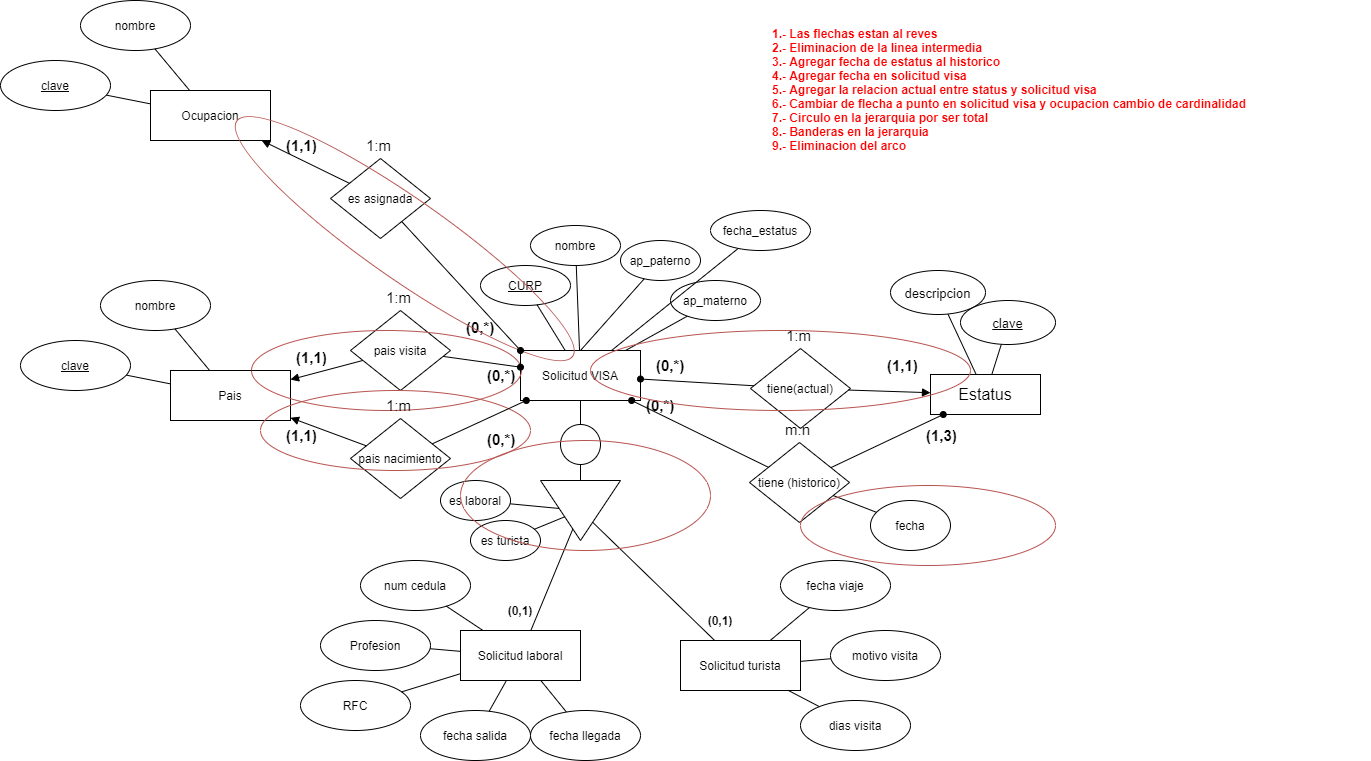 nombre
clave
Ocupacion
1.- Las flechas estan al reves
2.- Eliminacion de la linea intermedia
3.- Agregar fecha de estatus al historico
4.- Agregar fecha en solicitud visa
5.- Agregar la relacion actual entre status y solicitud visa
6.- Cambiar de flecha a punto en solicitud visa y ocupacion cambio de cardinalidad
7.- Circulo en la jerarquia por ser total
8.- Banderas en la jerarquia
9.- Eliminacion del arco
(1,1)
1:m
es asignada
(0,*)
nombre
CURP
ap_paterno
fecha_estatus
ap_materno
descripcion
clave
nombre
clave
Pais
1:m
pais visita
(1,1)
(0,*)
Solicitud VISA
(0,*)
1:m
tiene(actual)
(1,1)
Estatus
1:m
(1,1)
pais nacimiento
(0,*)
(0,*)
m:n
tiene (historico)
(1,3)
fecha
es laboral
es turista
(0,1)
(0,1)
num cedula
Profesion
RFC
Solicitud laboral
fecha salida
fecha llegada
Solicitud turista
fecha viaje
motivo visita
dias visita